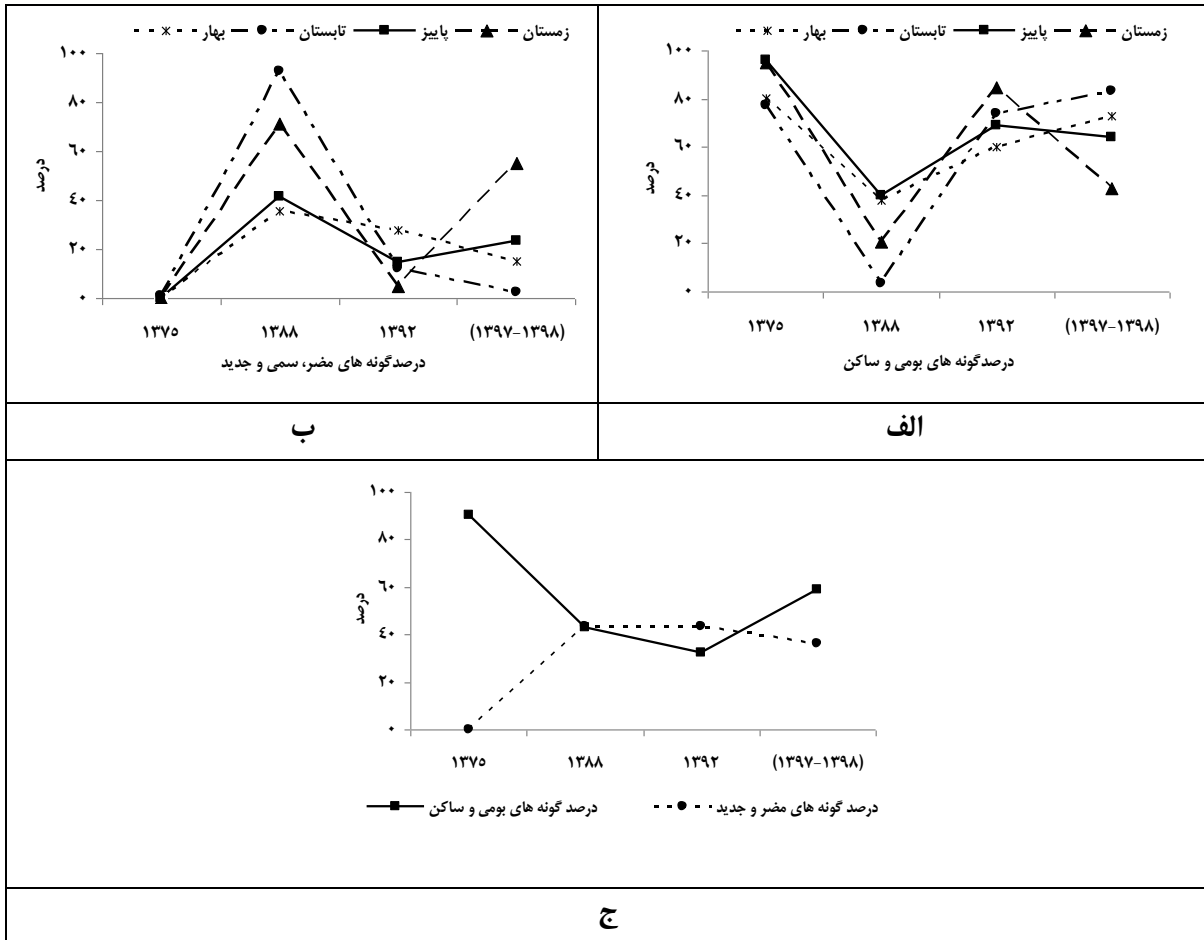 بهار تابستان پاییز زمستان
درصد
۱۰۰
۸۰
۶۰
۴۰
۲۰
۰
۱۳۷۵ ۱۳۸۸ ۱۳۹۲ (۱۳۹۷-۱۳۹۸)
درصد گونه های بومی و ساکن
الف
بهار تابستان پاییز زمستان
درصد
۱۰۰
۸۰
۶۰
۴۰
۲۰
۰
۱۳۷۵ ۱۳۸۸ ۱۳۹۲ (۱۳۹۷-۱۳۹۸)
درصدگونه های مضر، سمی و جدید
ب
درصد
۱۰۰
۸۰
۶۰
۴۰
۲۰
۰
۱۳۷۵ ۱۳۸۸ ۱۳۹۲ (۱۳۹۷-۱۳۹۸)
درصد گونه های بومی و ساکن درصد گونه های مضر و جدید
ج